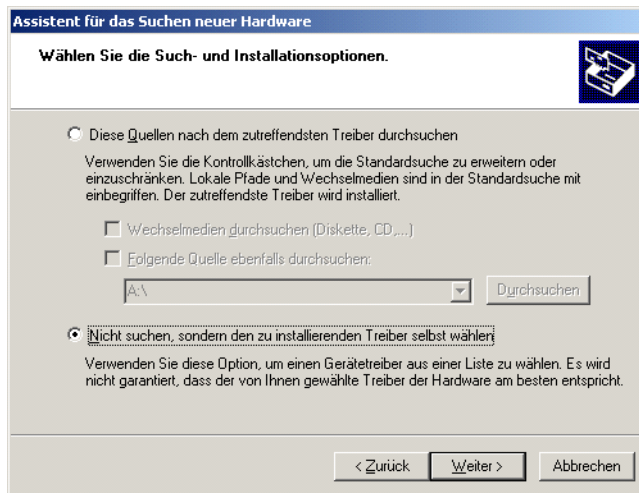 Assistent für das Suchen neuer Hardware
Wählen Sie die Such- und Installationsoptionen.
Diese Quellen nach dem zutreffendsten Treiber durchsuchen
Verwenden Sie die Kontrollkästchen, um die Standardsuche zu erweitern oder
einzuschränken. Lokale Pfade und Wechselmedien sind in der Standardsuche mit
einbegriffen. Der zutreffendste Treiber wird installiert.
Wechselmedien durchsuchen (Diskette, CD,...)
Folgende Quelle ebenfalls durchsuchen:
A:\ Durchsuchen
Nicht suchen, sondern den zu installierenden Treiber selbst wählen
Verwenden Sie diese Option, um einen Gerätetreiber aus einer Liste zu wählen. Es wird
nicht garantiert, dass der von Ihnen gewählte Treiber der Hardware am besten entspricht.
< Zurück Weiter > Abbrechen